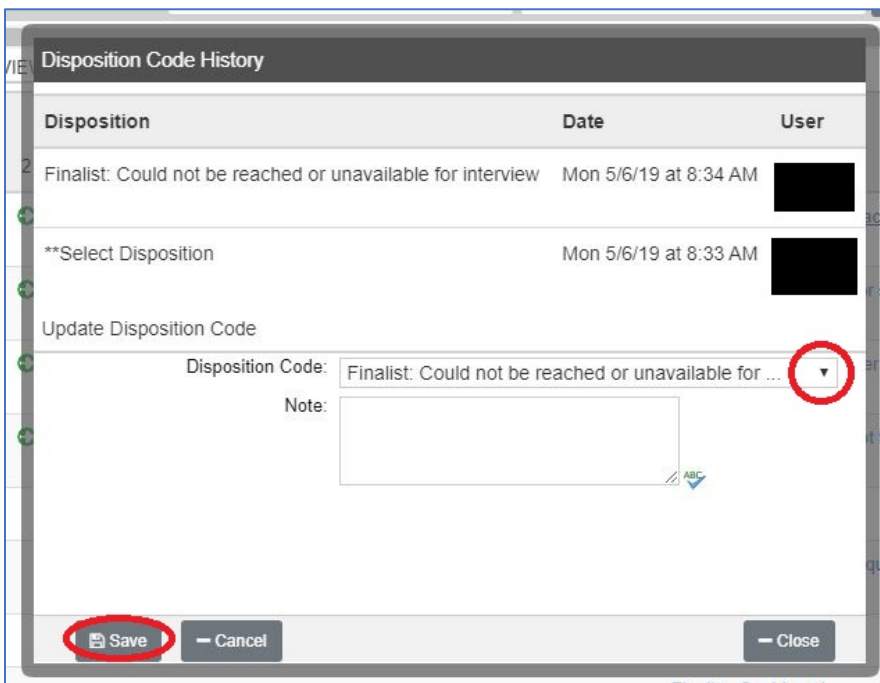 Disposition Code History
Disposition Date User
Finalist: Could not be reached or unavailable for interview Mon 5/6/19 at 8:34 AM
**Select Disposition Mon 5/6/19 at 8:33 AM
Update Disposition Code
Disposition Code: Finalist: Could not be reached or unavailable for ...
Note:
ABC
Save Cancel Close